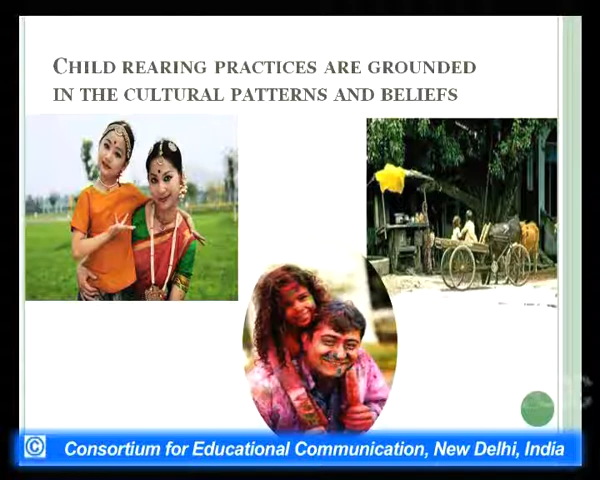 CHILD REARING PRACTICES ARE GROUNDED
IN THE CULTURAL PATTERNS AND BELIEFS
© Consortium for Educational Communication, New Delhi, India